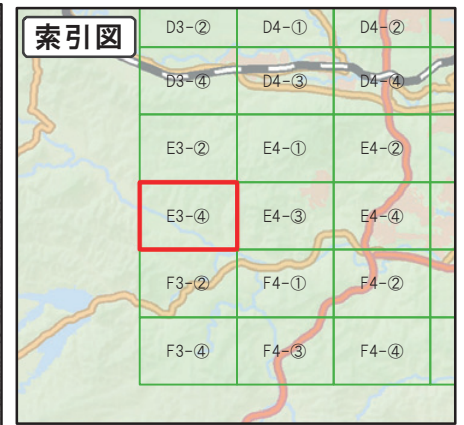 索引図
D3-② D4-① D4-②
D3-④ D4-③ D4-④
E3-② E4-① E4-②
E3-④ E4-③ E4-④
F3-② F4-① F4-②
F3-④ F4-③ F4-④